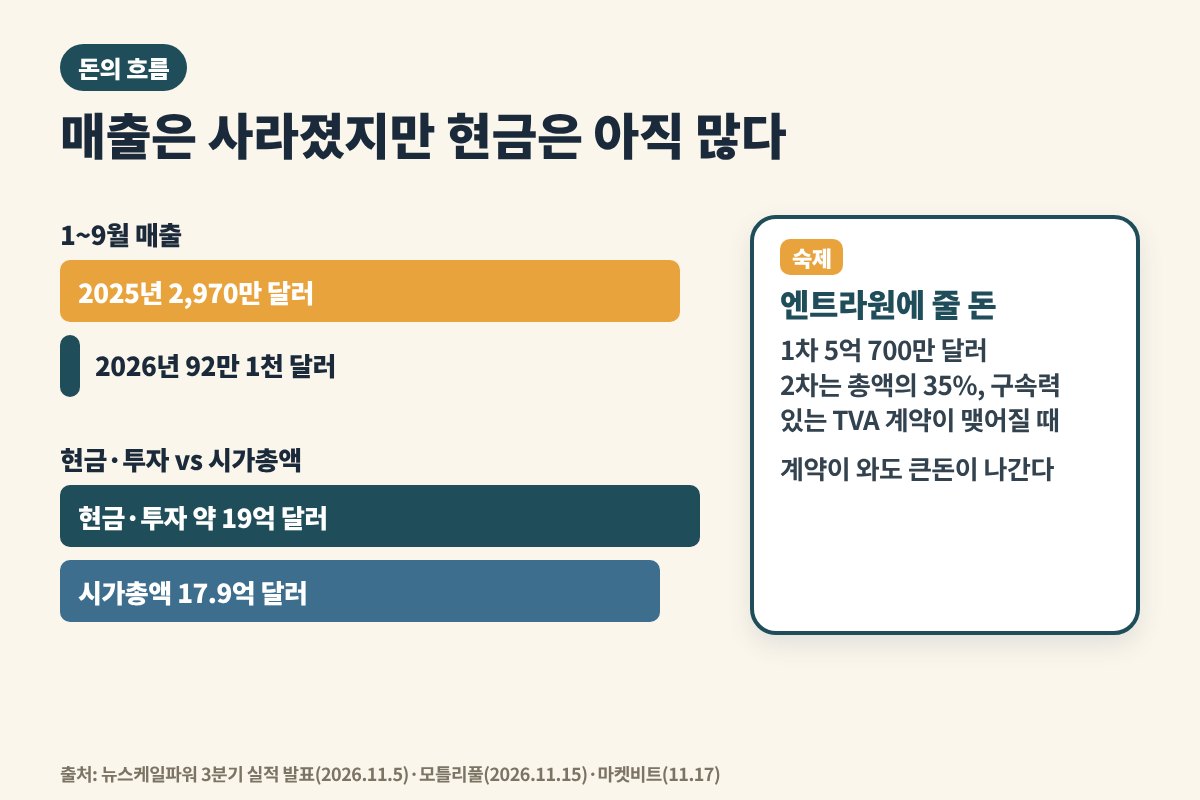 돈의 흐름
매출은 사라졌지만 현금은 아직 많다
1~9월 매출
2025년 2,970만 달러
2026년 92만 1천 달러
현금·투자 vs 시가총액
현금·투자 약 19억 달러
시가총액 17.9억 달러
숙제
엔트라원에 줄 돈
1차 5억 700만 달러
2차는 총액의 35%, 구속력
있는 TVA 계약이 맺어질 때
계약이 와도 큰돈이 나간다
출처: 뉴스케일파워 3분기 실적 발표(2026.11.5)·모틀리풀(2026.11.15)·마켓비트(11.17)